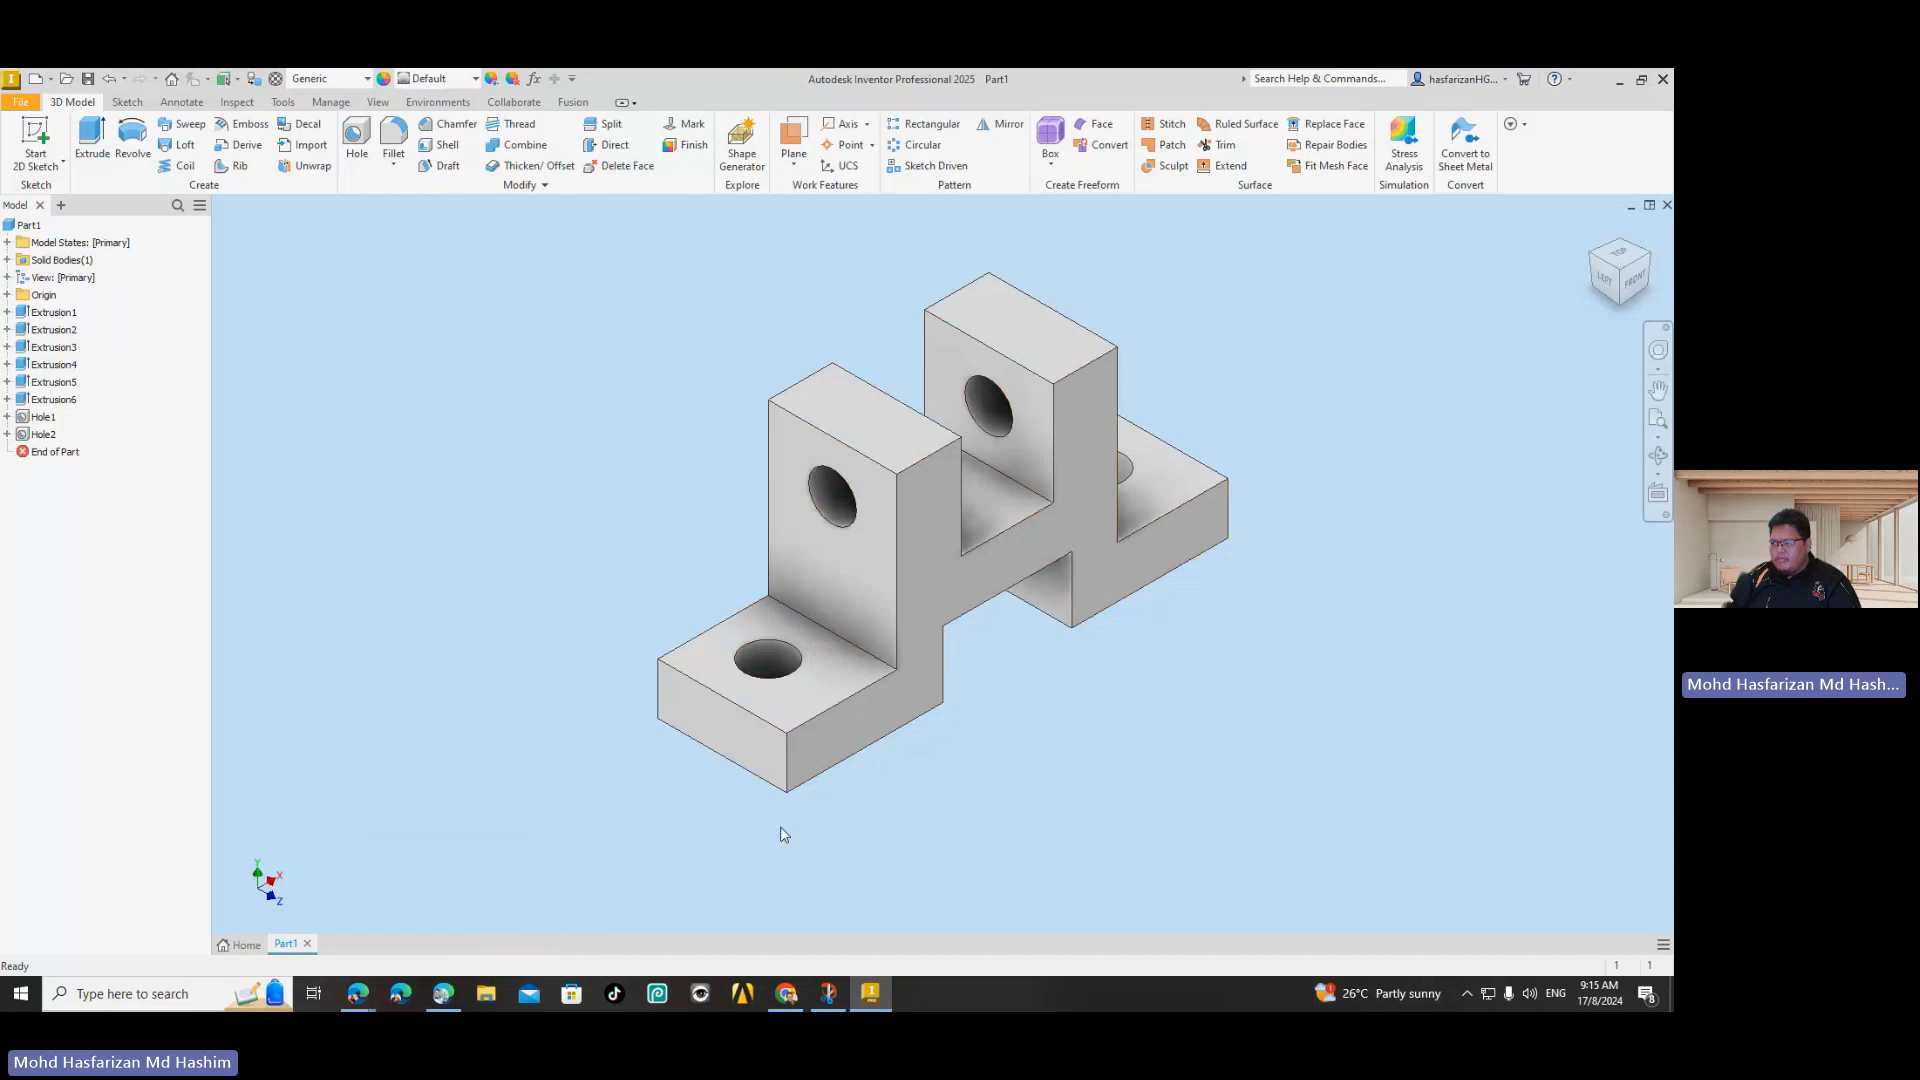 Generic
Default
Autodesk Inventor Professional 2025 Part1
Search Help & Commands...
hasfarizanHG...
File 3D Model Sketch Annotate Inspect Tools Manage View Environments Collaborate Fusion
Start 2D Sketch
Sketch
Extrude
Revolve
Sweep Emboss Decal
Loft Derive Import
Coil Rib Unwrap
Create
Hole
Fillet
Chamfer Thread Split Mark
Shell Combine Direct Finish
Draft Thicken/ Offset Delete Face
Modify
Shape Generator
Explore
Plane
Axis
Point
UCS
Work Features
Rectangular Mirror
Circular
Sketch Driven
Pattern
Box
Face
Convert
Create Freeform
Stitch Ruled Surface Replace Face
Patch Trim Repair Bodies
Sculpt Extend Fit Mesh Face
Surface
Stress Analysis
Simulation
Convert to Sheet Metal
Convert
Model
Part1
Model States: [Primary]
Solid Bodies(1)
View: [Primary]
Origin
Extrusion1
Extrusion2
Extrusion3
Extrusion4
Extrusion5
Extrusion6
Hole1
Hole2
End of Part
TOP
LEFT
FRONT
Y
X
Z
Home
Part1
Ready
1 1
Type here to search
26°C Partly sunny
ENG
9:15 AM
17/8/2024
8
Mohd Hasfarizan Md Hash...
Mohd Hasfarizan Md Hashim